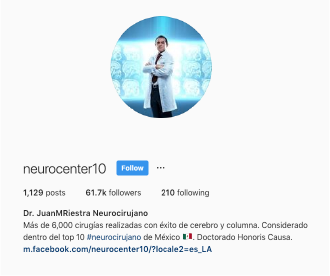 neurocenter10 Follow ...
1,129 posts 61.7k followers 210 following
Dr. JuanMRiestra Neurocirujano
Más de 6,000 cirugías realizadas con éxito de cerebro y columna. Considerado
dentro del top 10 #neurocirujano de México 🇲🇽. Doctorado Honoris Causa.
m.facebook.com/neurocenter10/?locale2=es_LA